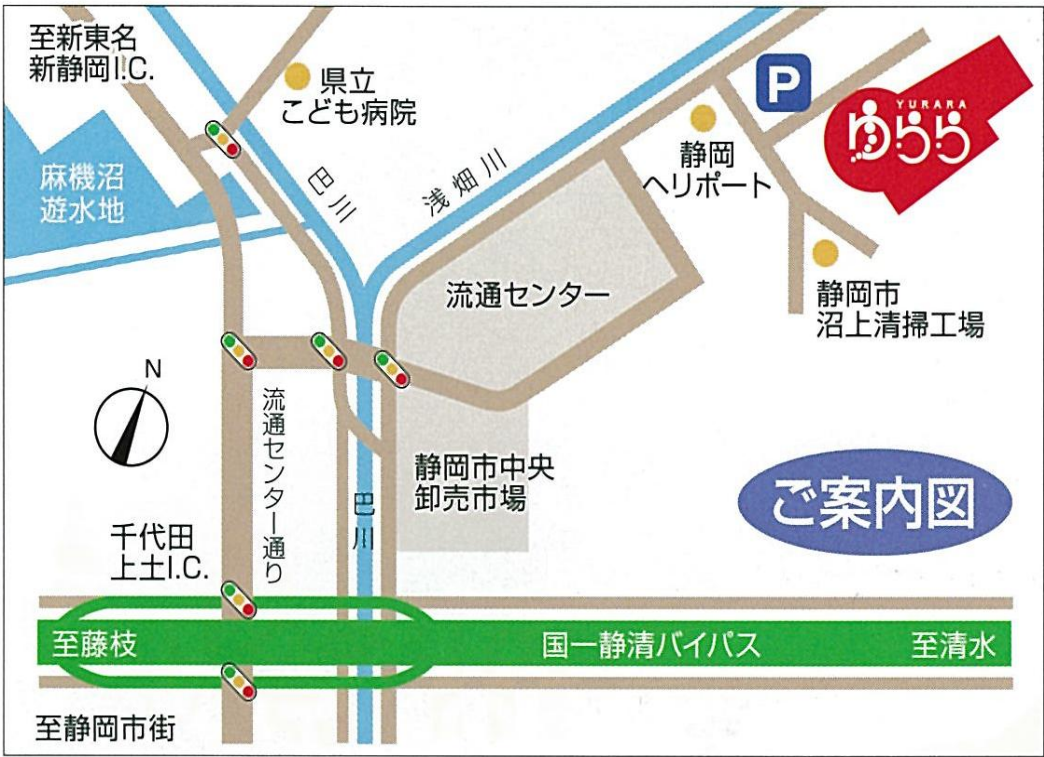 至新東名
新静岡I.C.
県立
こども病院
P
YURARA
ゆらら
麻機沼
遊水地
巴川
浅畑川
静岡
ヘリポート
流通センター
静岡市
沼上清掃工場
N
流通センター通り
静岡市中央
卸売市場
巴川
ご案内図
千代田
上土I.C.
至藤枝
国一静清バイパス
至清水
至静岡市街